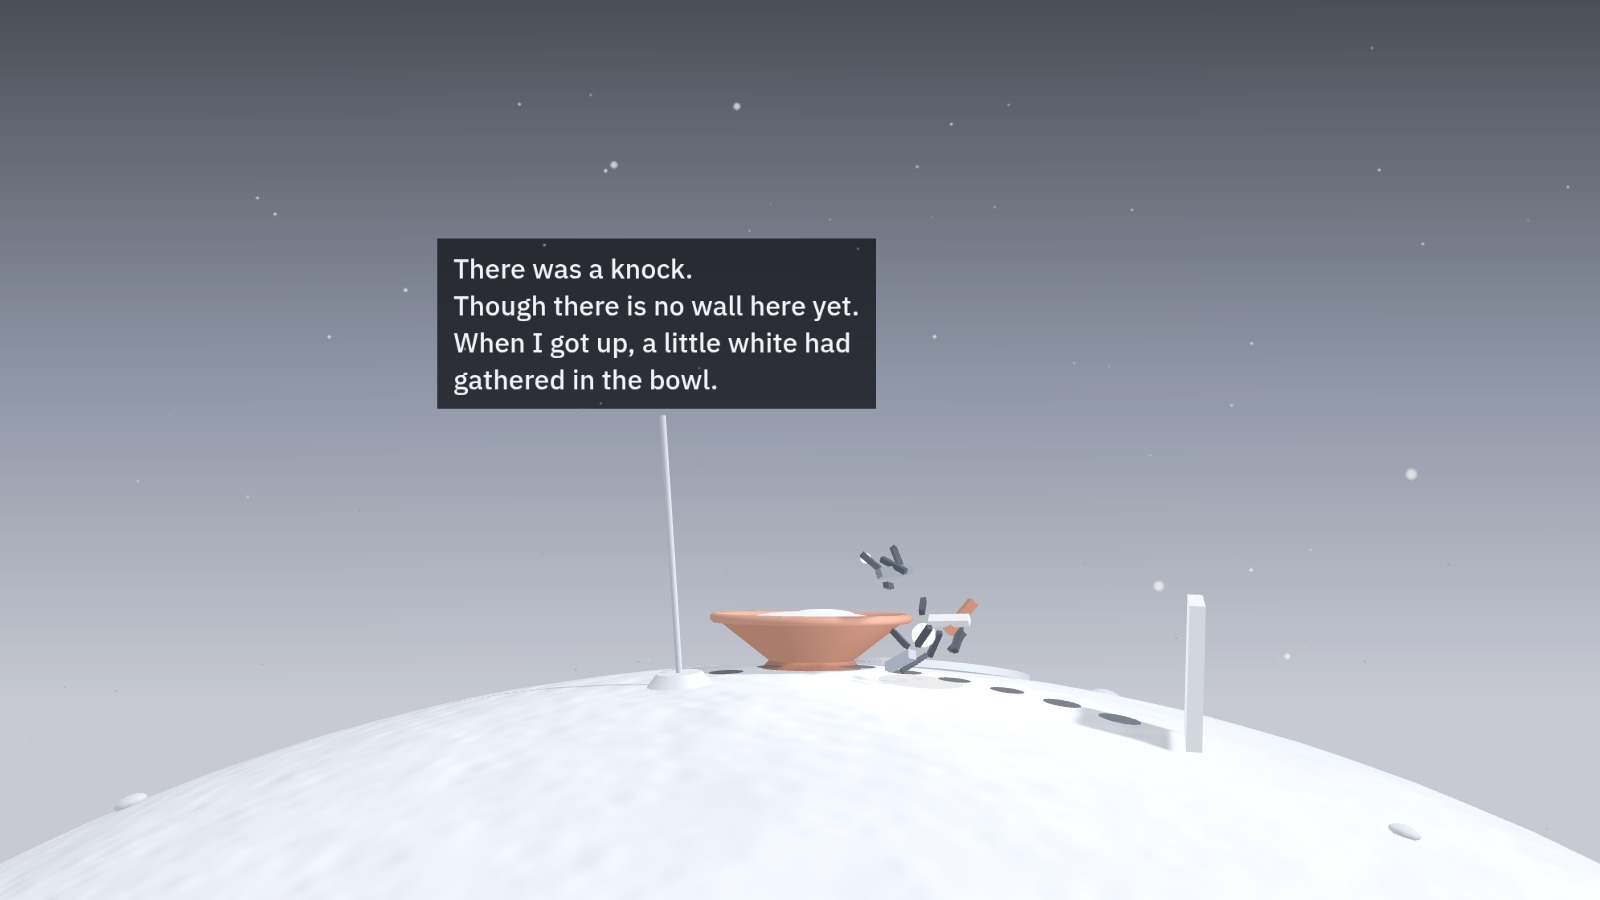 There was a knock.
Though there is no wall here yet.
When I got up, a little white had
gathered in the bowl.